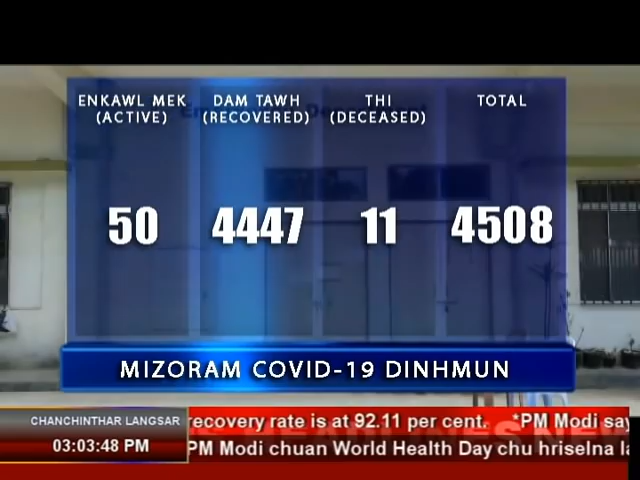 ENKAWL MEK
(ACTIVE)
DAM TAWH
(RECOVERED)
THI
(DECEASED)
TOTAL
50 4447 11 4508
MIZORAM COVID-19 DINHMUN
CHANCHINTHAR LANGSAR
recovery rate is at 92.11 per cent. *PM Modi say
03:03:48 PM
PM Modi chuan World Health Day chu hriselna la